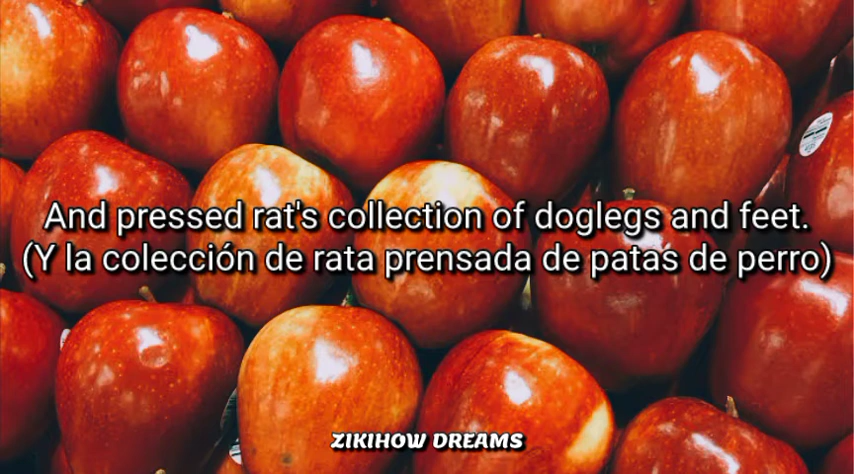 And pressed rat's collection of doglegs and feet.
(Y la colección de rata prensada de patas de perro)
ZIKIHOW DREAMS